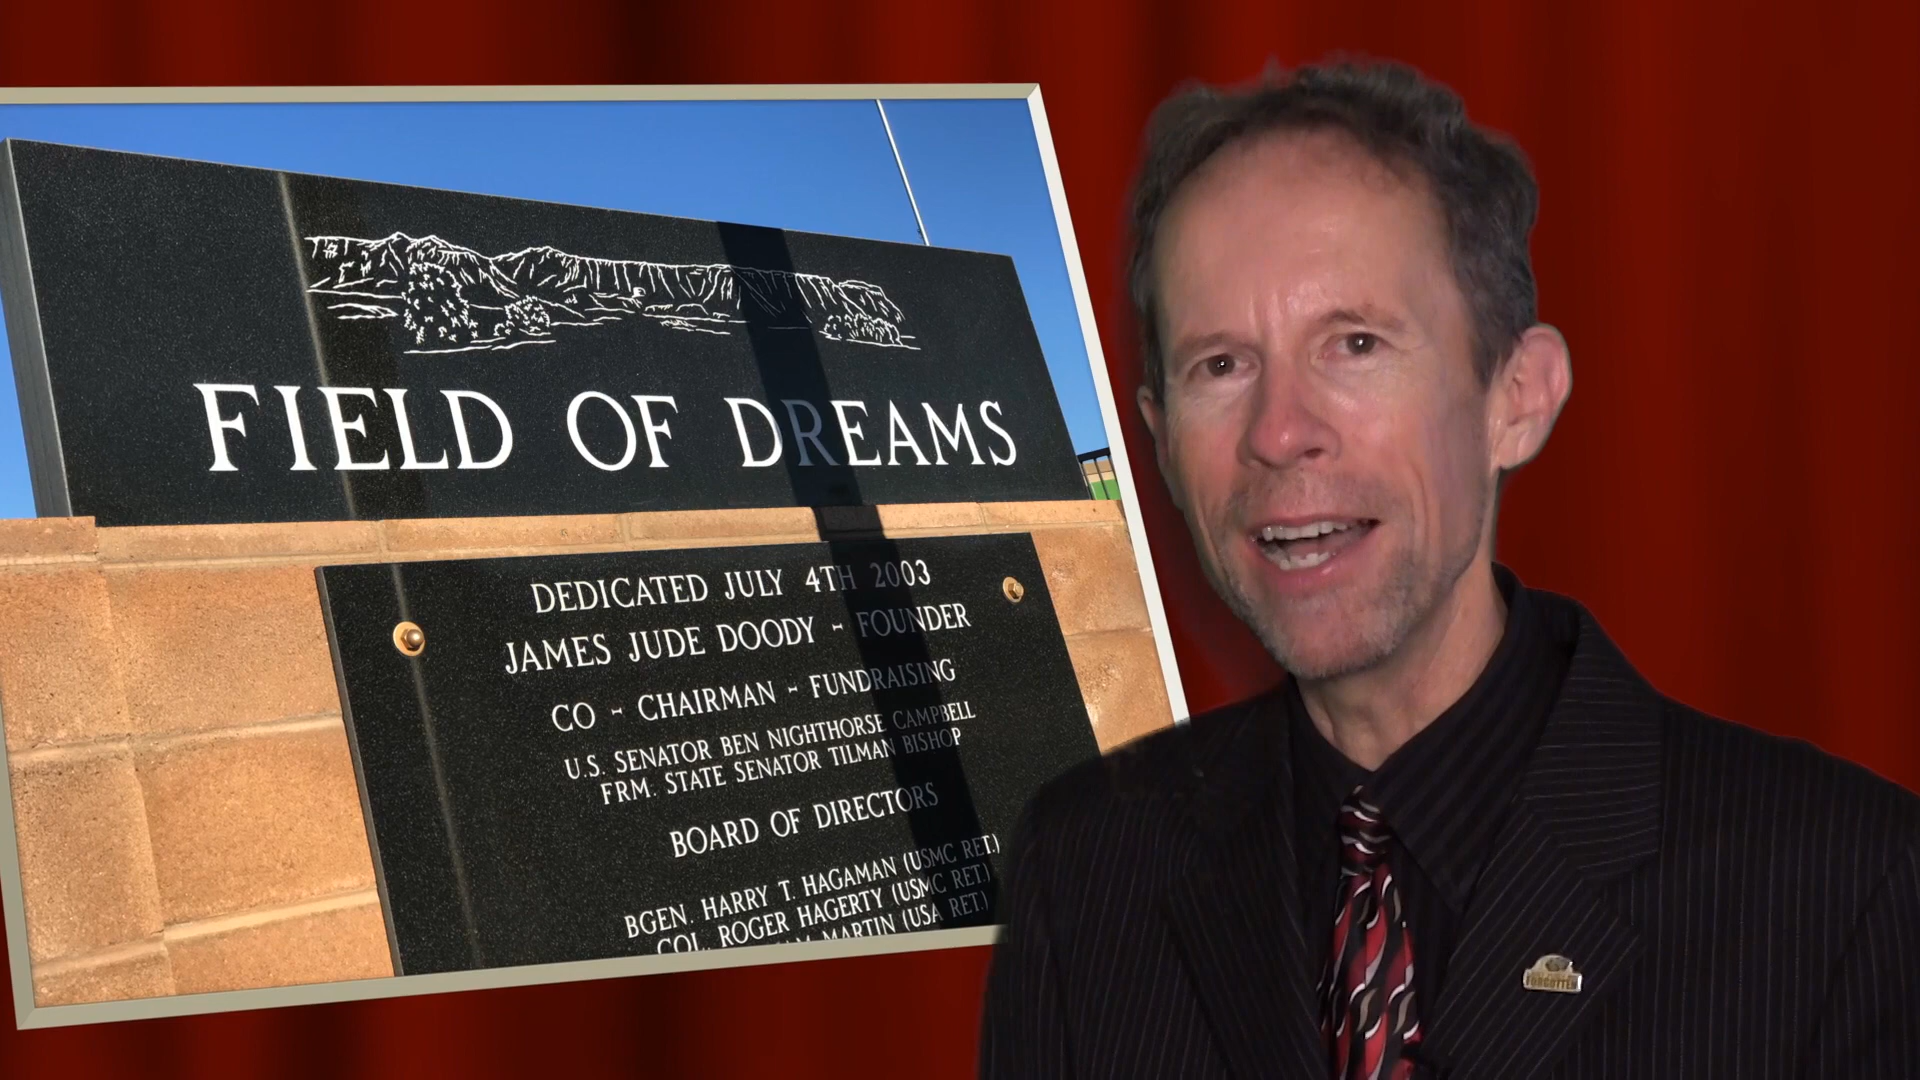 FIELD OF DREAMS
DEDICATED JULY 4TH 2003
JAMES JUDE DOODY ~ FOUNDER
CO ~ CHAIRMAN ~ FUNDRAISING
U.S. SENATOR BEN NIGHTHORSE CAMPBELL
FRM. STATE SENATOR TILMAN BISHOP
BOARD OF DIRECTORS
BGEN. HARRY T. HAGAMAN (USMC RET.)
COL. ROGER HAGERTY (USMC RET.)
MARTIN (USA RET.)
FORGOTTEN